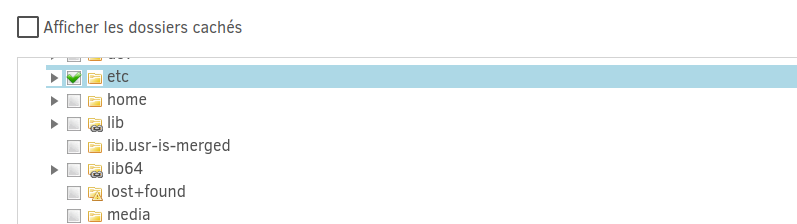 Afficher les dossiers cachés
etc
home
lib
lib.usr-is-merged
lib64
lost+found
media